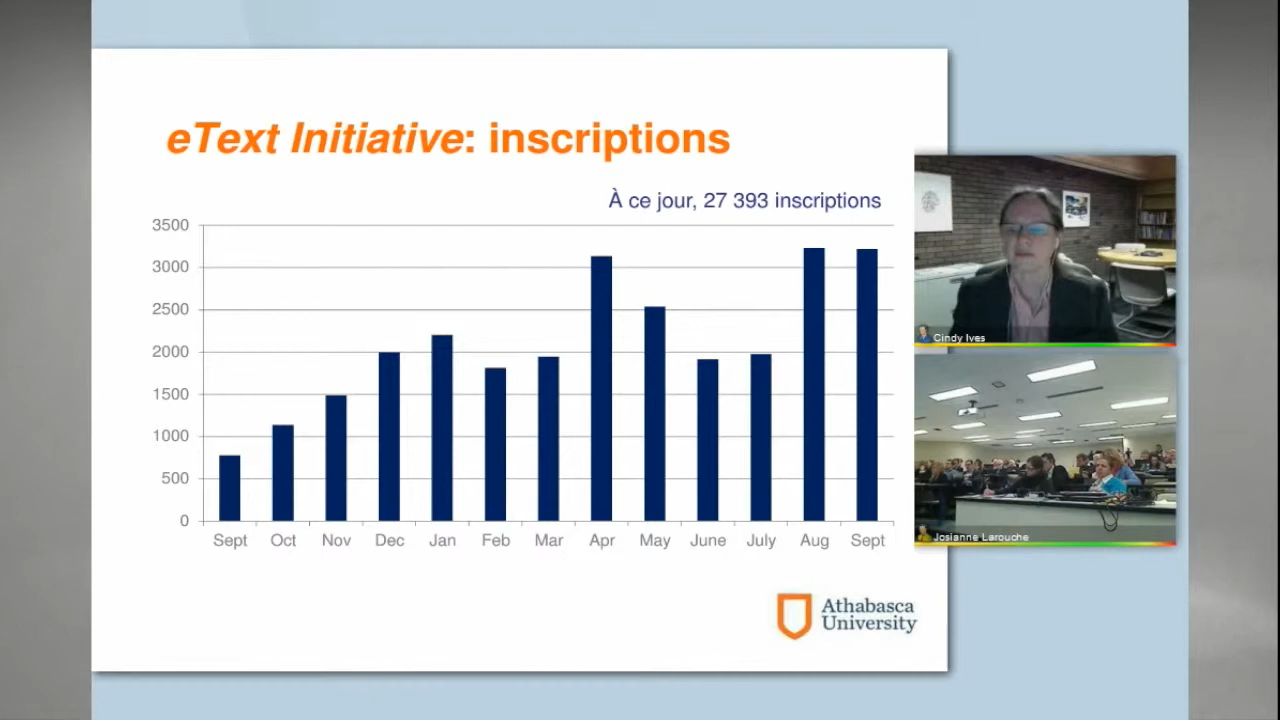 eText Initiative: inscriptions
À ce jour, 27 393 inscriptions
3500
3000
2500
2000
1500
1000
500
0
Sept Oct Nov Dec Jan Feb Mar Apr May June July Aug Sept
Athabasca
University
Cindy Ives
Josianne Larouche